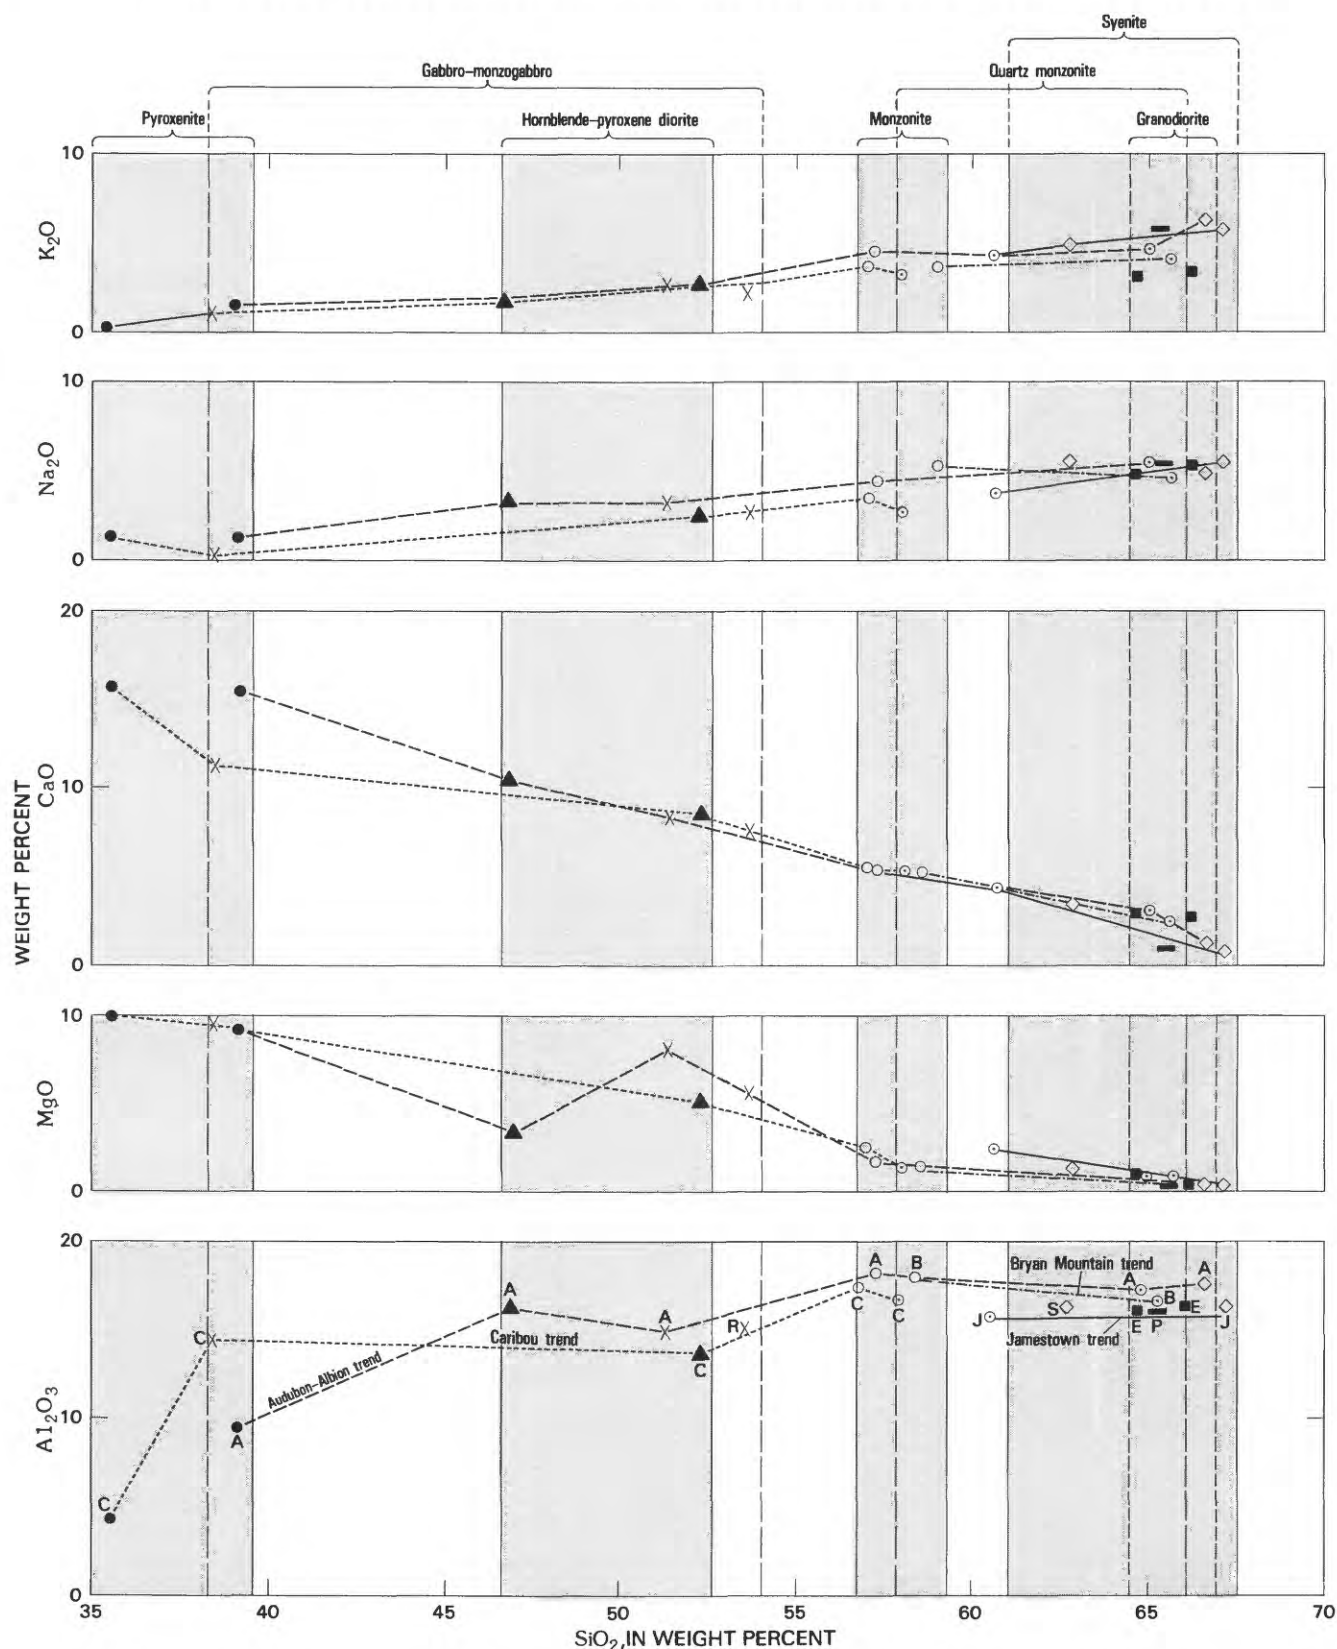 Syenite
Gabbro-monzogabbro
Quartz monzonite
Pyroxenite
Hornblende-pyroxene diorite
Monzonite
Granodiorite
10
K2O
0
10
Na2O
0
20
10
CaO
0
WEIGHT PERCENT
10
MgO
0
20
10
Al2O3
0
A
A
A
B
Bryan Mountain trend
A
A
C
R
C
C
J
S
B
E
E
P
J
Caribou trend
Jamestown trend
C
Audubon-Albion trend
A
C
35
40
45
50
55
60
65
70
SiO2, IN WEIGHT PERCENT